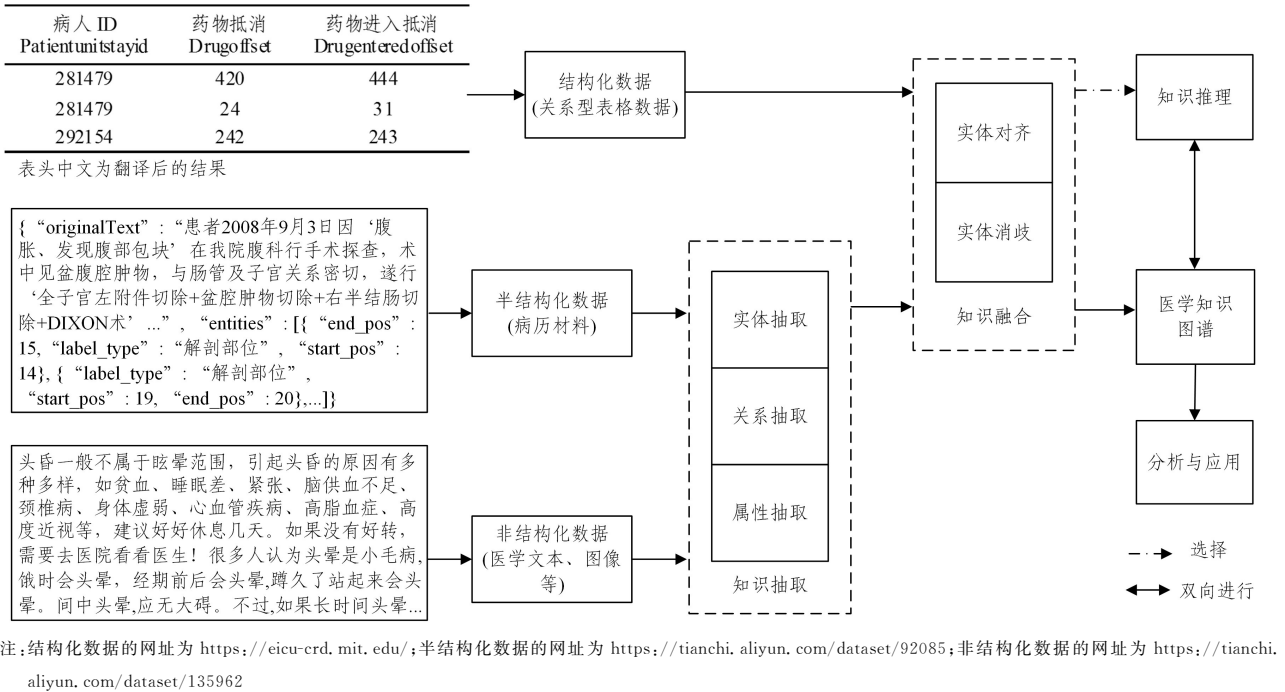 病人 ID 药物抵消 药物进入抵消
Patientunitstayid Drugoffset Drugenteredoffset
281479 420 444
281479 24 31
292154 242 243
表头中文为翻译后的结果
结构化数据
(关系型表格数据)
实体对齐
实体消歧
知识融合
知识推理
{ “originalText” : “患者2008年9月3日因‘腹
胀、发现腹部包块’在我院腹科行手术探查，术
中见盆腹腔肿物，与肠管及子宫关系密切，遂行
‘全子宫左附件切除+盆腔肿物切除+右半结肠切
除+DIXON术’...”, “entities” : [{ “end_pos” :
15, “label_type” : “解剖部位”, “start_pos” :
14}, { “label_type” : “解剖部位”,
“start_pos” : 19, “end_pos” : 20},...]}
半结构化数据
(病历材料)
实体抽取
关系抽取
属性抽取
知识抽取
医学知识
图谱
分析与应用
头昏一般不属于眩晕范围，引起头昏的原因有多
种多样，如贫血、睡眠差、紧张、脑供血不足、
颈椎病、身体虚弱、心血管疾病、高脂血症、高
度近视等，建议好好休息几天。如果没有好转，
需要去医院看看医生！很多人认为头晕是小毛病,
饿时会头晕，经期前后会头晕,蹲久了站起来会头
晕。间中头晕,应无大碍。不过,如果长时间头晕...
非结构化数据
(医学文本、图像
等)
选择
双向进行
注:结构化数据的网址为 https://eicu-crd.mit.edu/;半结构化数据的网址为 https://tianchi.aliyun.com/dataset/92085;非结构化数据的网址为 https://tianchi.
aliyun.com/dataset/135962